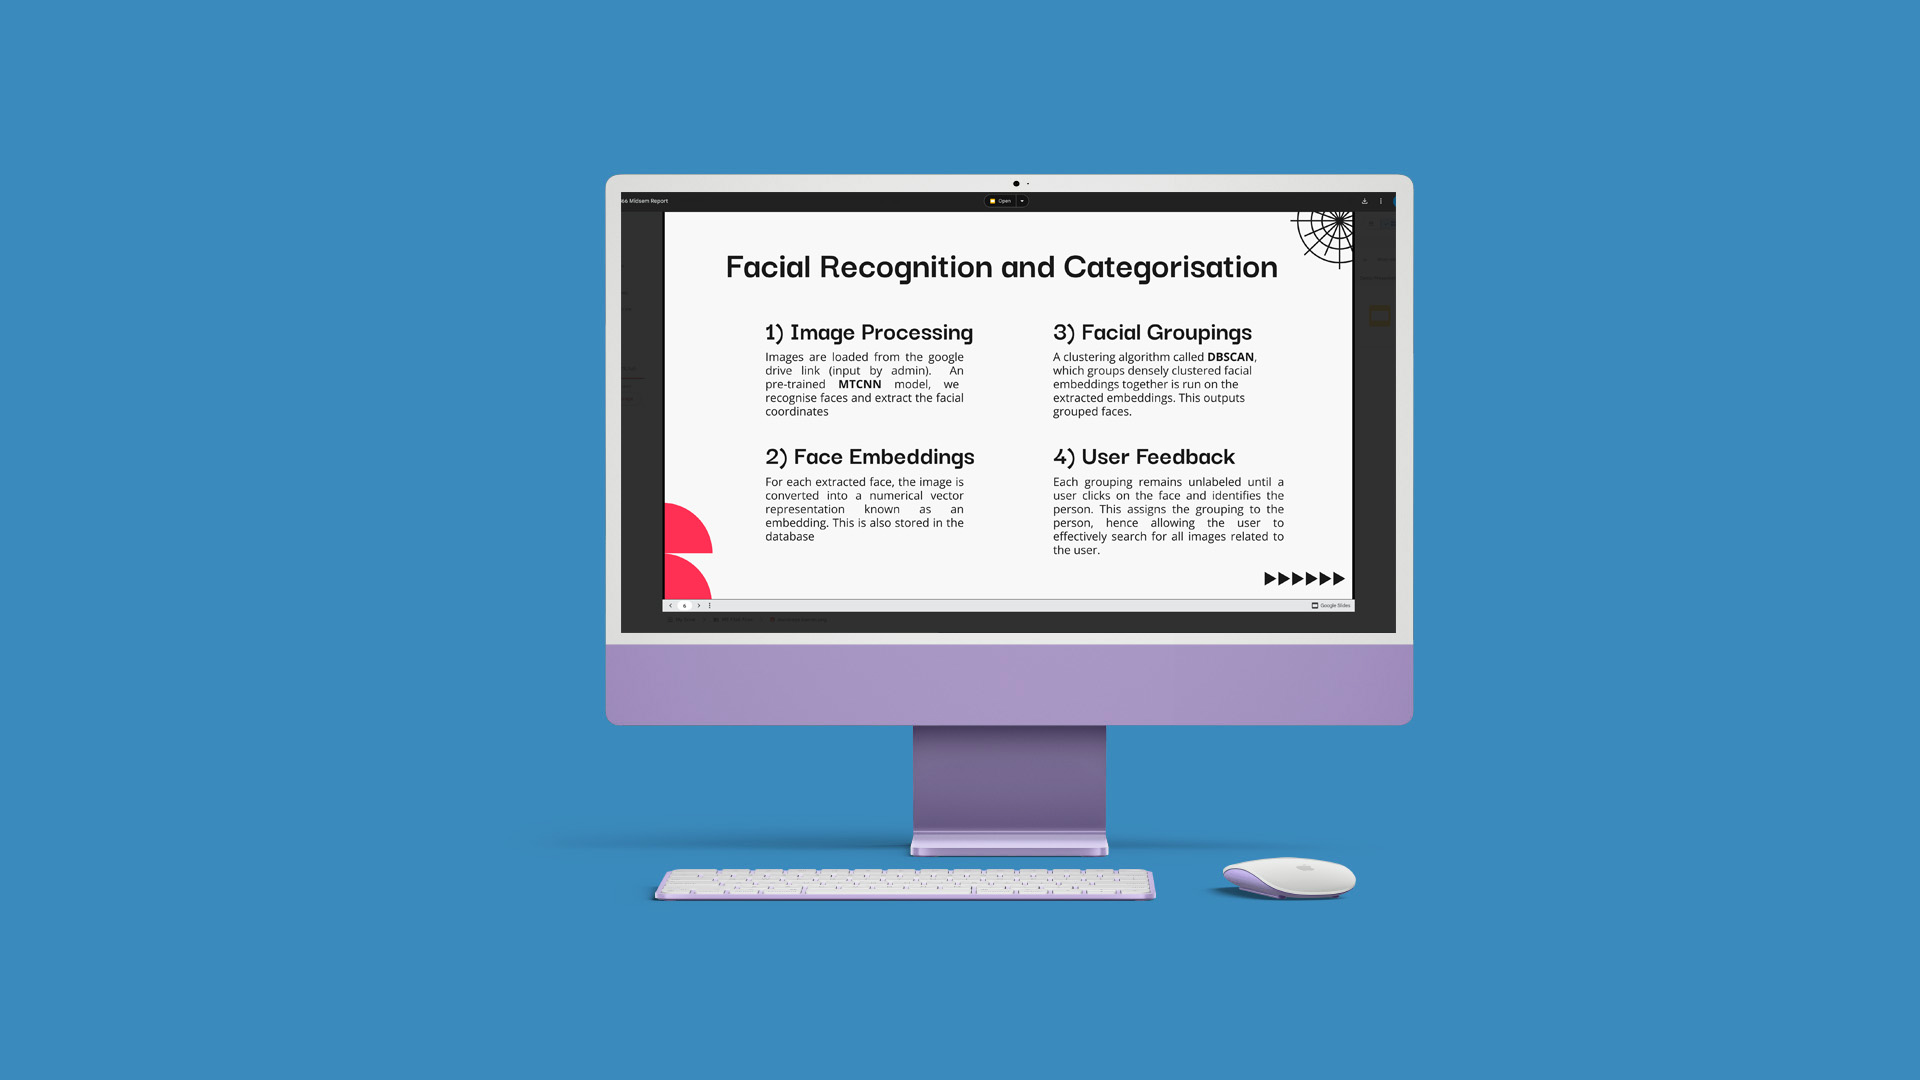 66 Midsem Report
Open
Facial Recognition and Categorisation
1) Image Processing
Images are loaded from the google
drive link (input by admin). An
pre-trained MTCNN model, we
recognise faces and extract the facial
coordinates
2) Face Embeddings
For each extracted face, the image is
converted into a numerical vector
representation known as an
embedding. This is also stored in the
database
3) Facial Groupings
A clustering algorithm called DBSCAN,
which groups densely clustered facial
embeddings together is run on the
extracted embeddings. This outputs
grouped faces.
4) User Feedback
Each grouping remains unlabeled until a
user clicks on the face and identifies the
person. This assigns the grouping to the
person, hence allowing the user to
effectively search for all images related to
the user.
6
Google Slides